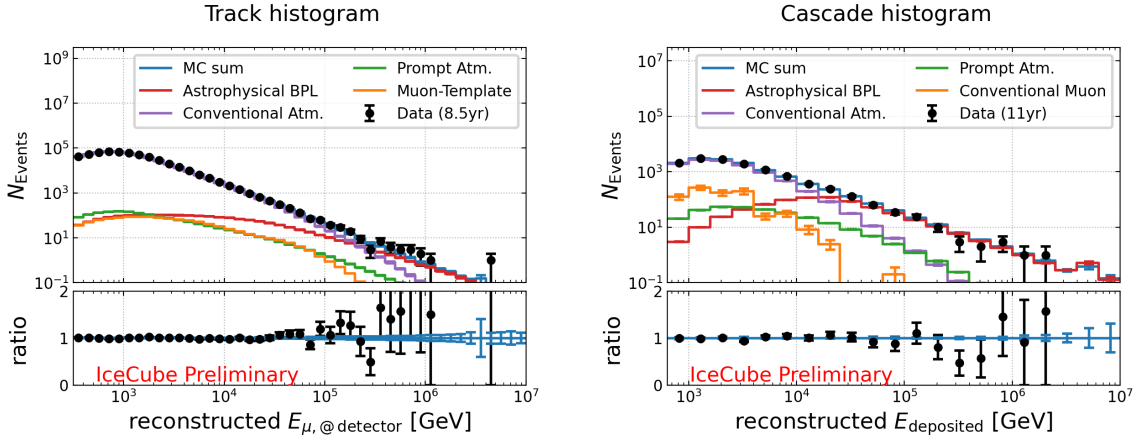 Track histogram
N_Events
10^9
10^7
10^5
10^3
10^1
10^−1
MC sum
Astrophysical BPL
Conventional Atm.
Prompt Atm.
Muon-Template
Data (8.5yr)
ratio
2
1
0
IceCube Preliminary
10^3 10^4 10^5 10^6 10^7
reconstructed E_μ,@detector [GeV]
Cascade histogram
N_Events
10^7
10^5
10^3
10^1
10^−1
MC sum
Astrophysical BPL
Conventional Atm.
Prompt Atm.
Conventional Muon
Data (11yr)
ratio
2
1
0
IceCube Preliminary
10^3 10^4 10^5 10^6 10^7
reconstructed E_deposited [GeV]